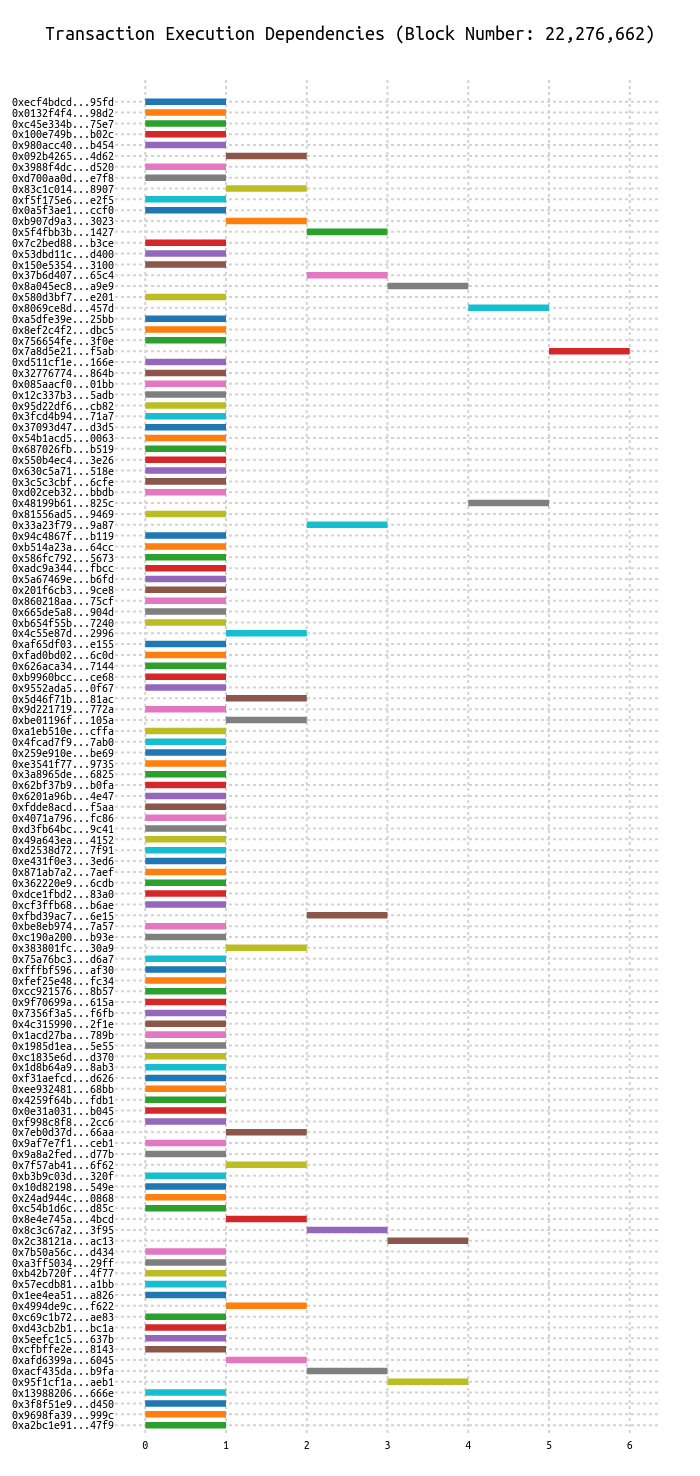 Transaction Execution Dependencies (Block Number: 22,276,662)
0xecf4bdcd...95fd
0x0132f4f4...98d2
0xc45e334b...75e7
0x100e749b...b02c
0x980acc40...b454
0x092b4265...4d62
0x3988f4dc...d520
0xd700aa0d...e7f8
0x83c1c014...8907
0xf5f175e6...e2f5
0x0a5f3ae1...ccf0
0xb907d9a3...3023
0x5f4fbb3b...1427
0x7c2bed88...b3ce
0x53dbd11c...d400
0x150e5354...3100
0x37b6d407...65c4
0x8a045ec8...a9e9
0x580d3bf7...e201
0x8069ce8d...457d
0xa5dfe39e...25bb
0x8ef2c4f2...dbc5
0x756654fe...3f0e
0x7a8d5e21...f5ab
0xd511cf1e...166e
0x32776774...864b
0x085aacf0...01bb
0x12c337b3...5adb
0x95d22df6...cb82
0x3fcd4b94...71a7
0x37093d47...d3d5
0x54b1acd5...0063
0x687026fb...b519
0x550b4ec4...3e26
0x630c5a71...518e
0x3c5c3cbf...6cfe
0xd02ceb32...bbdb
0x48199b61...825c
0x81556ad5...9469
0x33a23f79...9a87
0x94c4867f...b119
0xb514a23a...64cc
0x586fc792...5673
0xadc9a344...fbcc
0x5a67469e...b6fd
0x201f6cb3...9ce8
0x860218aa...75cf
0x665de5a8...904d
0xb654f55b...7240
0x4c55e87d...2996
0xaf65df03...e155
0xfad0bd02...6c0d
0x626aca34...7144
0xb9960bcc...ce68
0x9552ada5...0f67
0x5d46f71b...81ac
0x9d221719...772a
0xbe01196f...105a
0xa1eb510e...cffa
0x4fcad7f9...7ab0
0x259e910e...be69
0xe3541f77...9735
0x3a8965de...6825
0x62bf37b9...b0fa
0x6201a96b...4e47
0xfdde8acd...f5aa
0x4071a796...fc86
0xd3fb64bc...9c41
0x49a643ea...4152
0xd2538d72...7f91
0xe431f0e3...3ed6
0x871ab7a2...7aef
0x362220e9...6cdb
0xdce1fbd2...83a0
0xcf3ffb68...b6ae
0xfbd39ac7...6e15
0xbe8eb974...7a57
0xc190a200...b93e
0x383801fc...30a9
0x75a76bc3...d6a7
0xfffbf596...af30
0xfef25e48...fc34
0xcc921576...8b57
0x9f70699a...615a
0x7356f3a5...f6fb
0x4c315990...2f1e
0x1acd27ba...789b
0x1985d1ea...5e55
0xc1835e6d...d370
0x1d8b64a9...8ab3
0xf31aefcd...d626
0xee932481...68bb
0x4259f64b...fdb1
0x0e31a031...b045
0xf998c8f8...2cc6
0x7eb0d37d...66aa
0x9af7e7f1...ceb1
0x9a8a2fed...d77b
0x7f57ab41...6f62
0xb3b9c03d...320f
0x10d82198...549e
0x24ad944c...0868
0xc54b1d6c...d85c
0x8e4e745a...4bcd
0x8c3c67a2...3f95
0x2c38121a...ac13
0x7b50a56c...d434
0xa3ff5034...29ff
0xb42b720f...4f77
0x57ecdb81...a1bb
0x1ee4ea51...a826
0x4994de9c...f622
0xc69c1b72...ae83
0xd43cb2b1...bc1a
0x5eefc1c5...637b
0xcfbffe2e...8143
0xafd6399a...6045
0xacf435da...b9fa
0x95f1cf1a...aeb1
0x13988206...666e
0x3f8f51e9...d450
0x9698fa39...999c
0xa2bc1e91...47f9
0 1 2 3 4 5 6